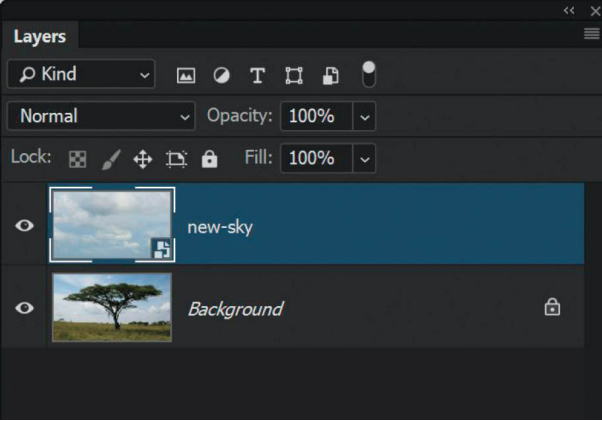 Layers
Kind
Normal Opacity: 100%
Lock: Fill: 100%
new-sky
Background